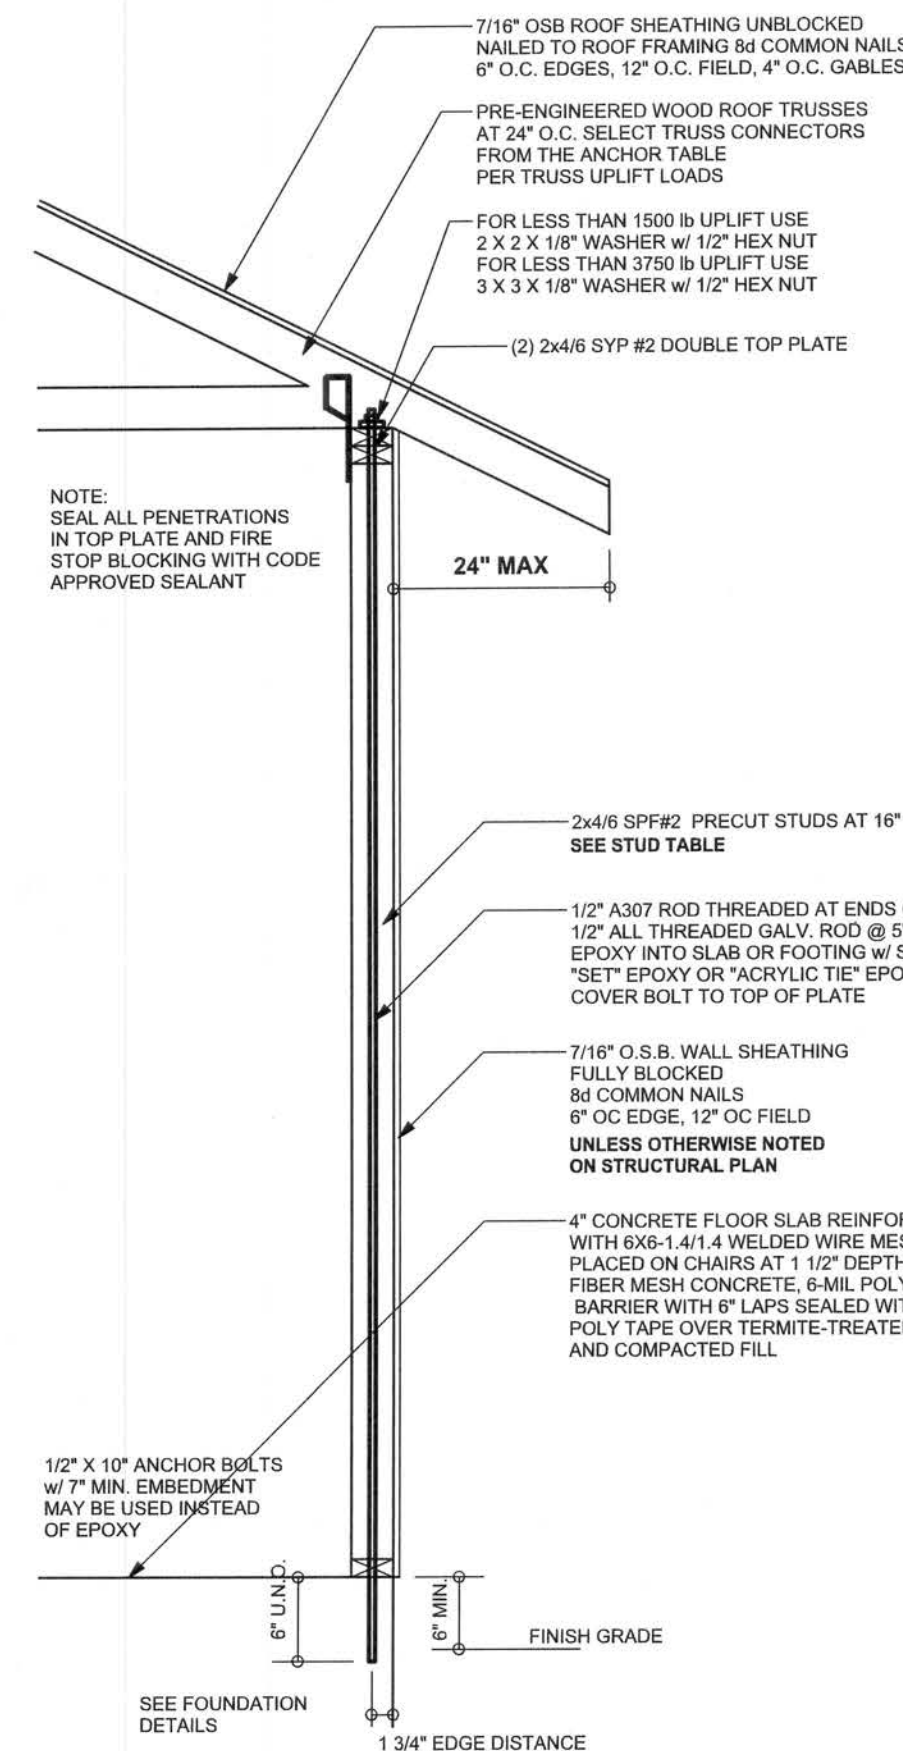 7/16" OSB ROOF SHEATHING UNBLOCKED
NAILED TO ROOF FRAMING 8d COMMON NAILS
6" O.C. EDGES, 12" O.C. FIELD, 4" O.C. GABLES
PRE-ENGINEERED WOOD ROOF TRUSSES
AT 24" O.C. SELECT TRUSS CONNECTORS
FROM THE ANCHOR TABLE
PER TRUSS UPLIFT LOADS
FOR LESS THAN 1500 lb UPLIFT USE
2 X 2 X 1/8" WASHER w/ 1/2" HEX NUT
FOR LESS THAN 3750 lb UPLIFT USE
3 X 3 X 1/8" WASHER w/ 1/2" HEX NUT
(2) 2x4/6 SYP #2 DOUBLE TOP PLATE
NOTE:
SEAL ALL PENETRATIONS
IN TOP PLATE AND FIRE
STOP BLOCKING WITH CODE
APPROVED SEALANT
24" MAX
2x4/6 SPF#2 PRECUT STUDS AT 16"
SEE STUD TABLE
1/2" A307 ROD THREADED AT ENDS
1/2" ALL THREADED GALV. ROD @ 5'
EPOXY INTO SLAB OR FOOTING w/ S
"SET" EPOXY OR "ACRYLIC TIE" EPO
COVER BOLT TO TOP OF PLATE
7/16" O.S.B. WALL SHEATHING
FULLY BLOCKED
8d COMMON NAILS
6" OC EDGE, 12" OC FIELD
UNLESS OTHERWISE NOTED
ON STRUCTURAL PLAN
4" CONCRETE FLOOR SLAB REINFOR
WITH 6X6-1.4/1.4 WELDED WIRE MES
PLACED ON CHAIRS AT 1 1/2" DEPTH
FIBER MESH CONCRETE, 6-MIL POLY
BARRIER WITH 6" LAPS SEALED WIT
POLY TAPE OVER TERMITE-TREATE
AND COMPACTED FILL
1/2" X 10" ANCHOR BOLTS
w/ 7" MIN. EMBEDMENT
MAY BE USED INSTEAD
OF EPOXY
6" U.N.O.
6" MIN.
FINISH GRADE
SEE FOUNDATION
DETAILS
1 3/4" EDGE DISTANCE